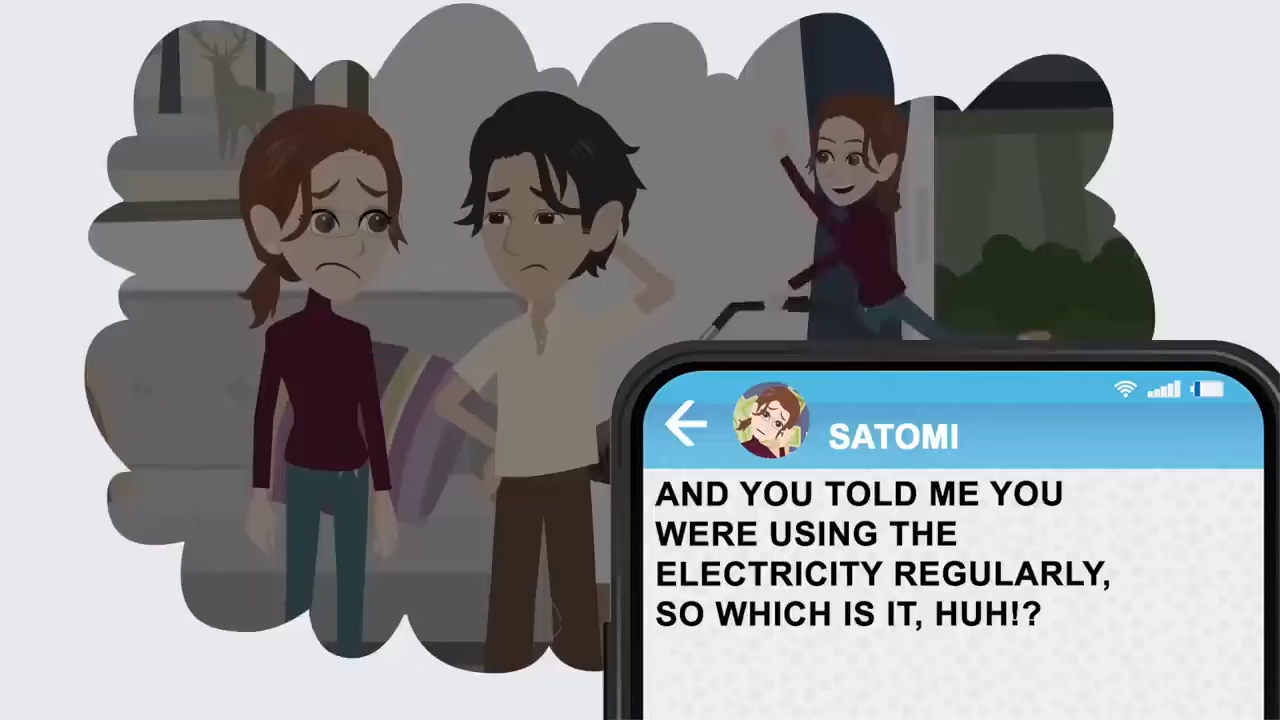 SATOMI
AND YOU TOLD ME YOU
WERE USING THE
ELECTRICITY REGULARLY,
SO WHICH IS IT, HUH!?